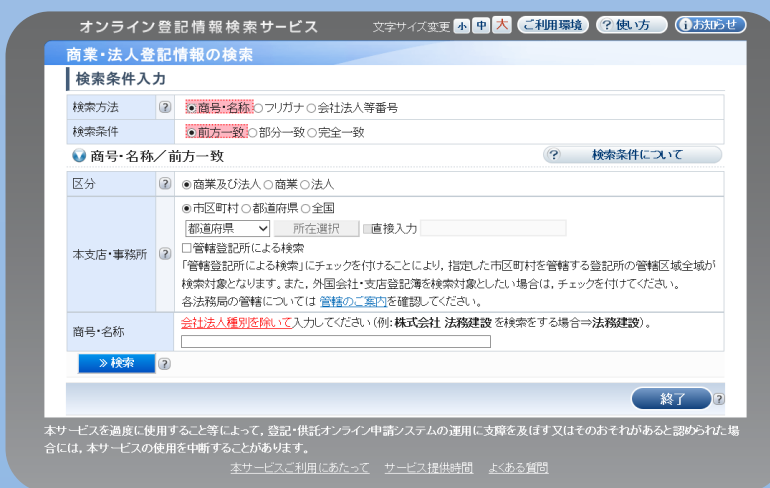 オンライン登記情報検索サービス 文字サイズ変更 小 中 大 ご利用環境 ? 使い方 i お知らせ
商業・法人登記情報の検索
検索条件入力
検索方法 ? 商号・名称 フリガナ 会社法人等番号
検索条件 前方一致 部分一致 完全一致
商号・名称/前方一致 ? 検索条件について
区分 ? 商業及び法人 商業 法人
市区町村 都道府県 全国
都道府県 所在選択 直接入力
本支店・事務所 ? 管轄登記所による検索
「管轄登記所による検索」にチェックを付けることにより,指定した市区町村を管轄する登記所の管轄区域全域が
検索対象となります。また,外国会社・支店登記簿を検索対象としたい場合は,チェックを付けてください。
各法務局の管轄については 管轄のご案内を確認してください。
商号・名称 会社法人種別を除いて入力してください(例:株式会社 法務建設 を検索をする場合⇒法務建設)。
≫検索 ?
終了 ?
本サービスを過度に使用すること等によって,登記・供託オンライン申請システムの運用に支障を及ぼす又はそのおそれがあると認められた場
合には,本サービスの使用を中断することがあります。
本サービスご利用にあたって サービス提供時間 よくある質問